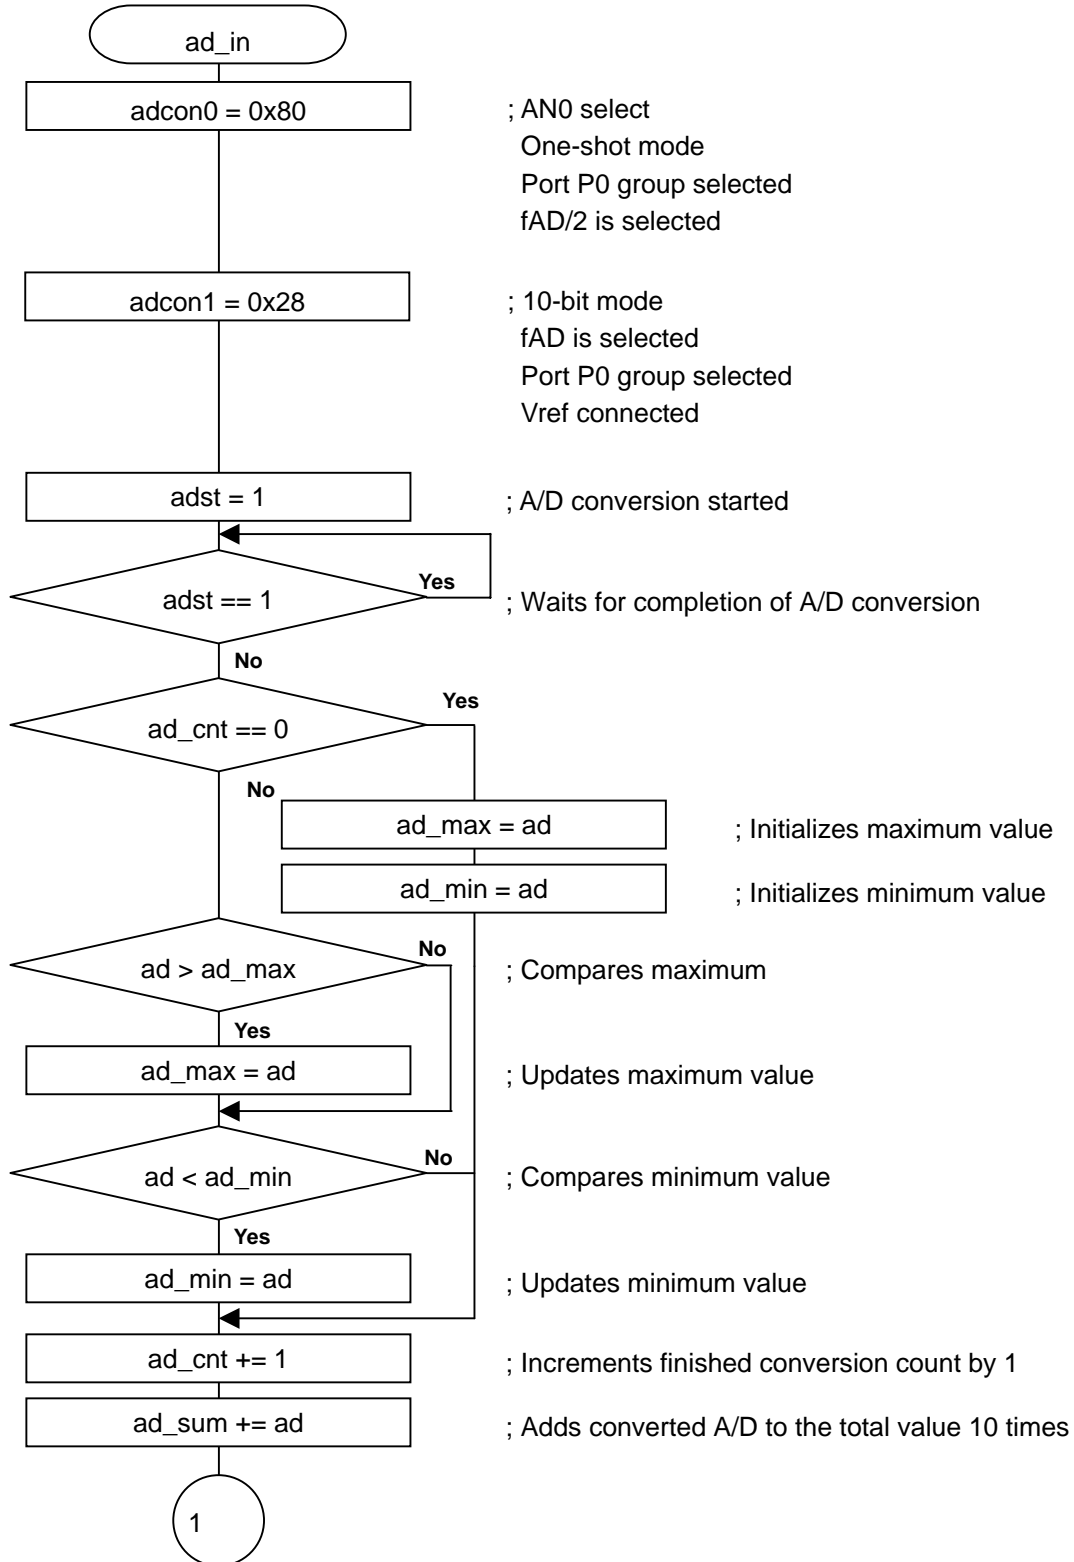 ad_in
adcon0 = 0x80
; AN0 select
One-shot mode
Port P0 group selected
fAD/2 is selected
adcon1 = 0x28
; 10-bit mode
fAD is selected
Port P0 group selected
Vref connected
adst = 1
; A/D conversion started
adst == 1
Yes
; Waits for completion of A/D conversion
No
ad_cnt == 0
Yes
No
ad_max = ad
; Initializes maximum value
ad_min = ad
; Initializes minimum value
ad > ad_max
No
; Compares maximum
Yes
ad_max = ad
; Updates maximum value
ad < ad_min
No
; Compares minimum value
Yes
ad_min = ad
; Updates minimum value
ad_cnt += 1
; Increments finished conversion count by 1
ad_sum += ad
; Adds converted A/D to the total value 10 times
1